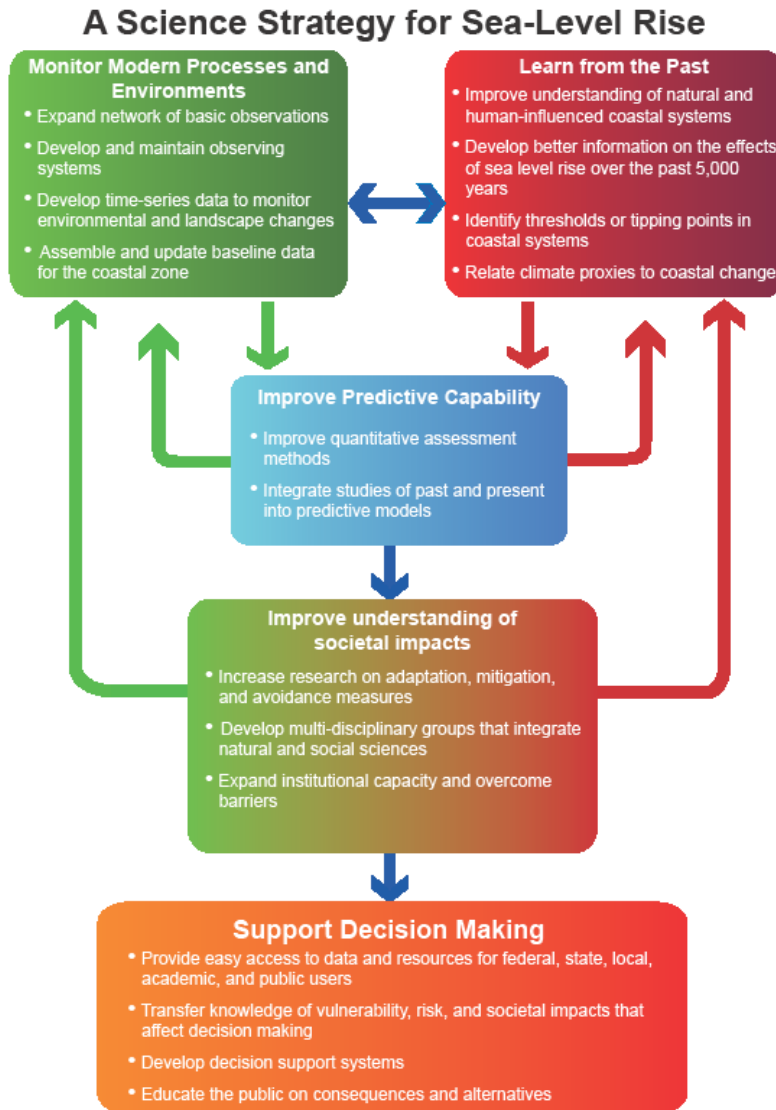 A Science Strategy for Sea-Level Rise
Monitor Modern Processes and
Environments
• Expand network of basic observations
• Develop and maintain observing
systems
• Develop time-series data to monitor
environmental and landscape changes
• Assemble and update baseline data
for the coastal zone
Learn from the Past
• Improve understanding of natural and
human-influenced coastal systems
• Develop better information on the effects
of sea level rise over the past 5,000
years
• Identify thresholds or tipping points in
coastal systems
• Relate climate proxies to coastal change
Improve Predictive Capability
• Improve quantitative assessment
methods
• Integrate studies of past and present
into predictive models
Improve understanding of
societal impacts
• Increase research on adaptation, mitigation,
and avoidance measures
• Develop multi-disciplinary groups that integrate
natural and social sciences
• Expand institutional capacity and overcome
barriers
Support Decision Making
• Provide easy access to data and resources for federal, state, local,
academic, and public users
• Transfer knowledge of vulnerability, risk, and societal impacts that
affect decision making
• Develop decision support systems
• Educate the public on consequences and alternatives